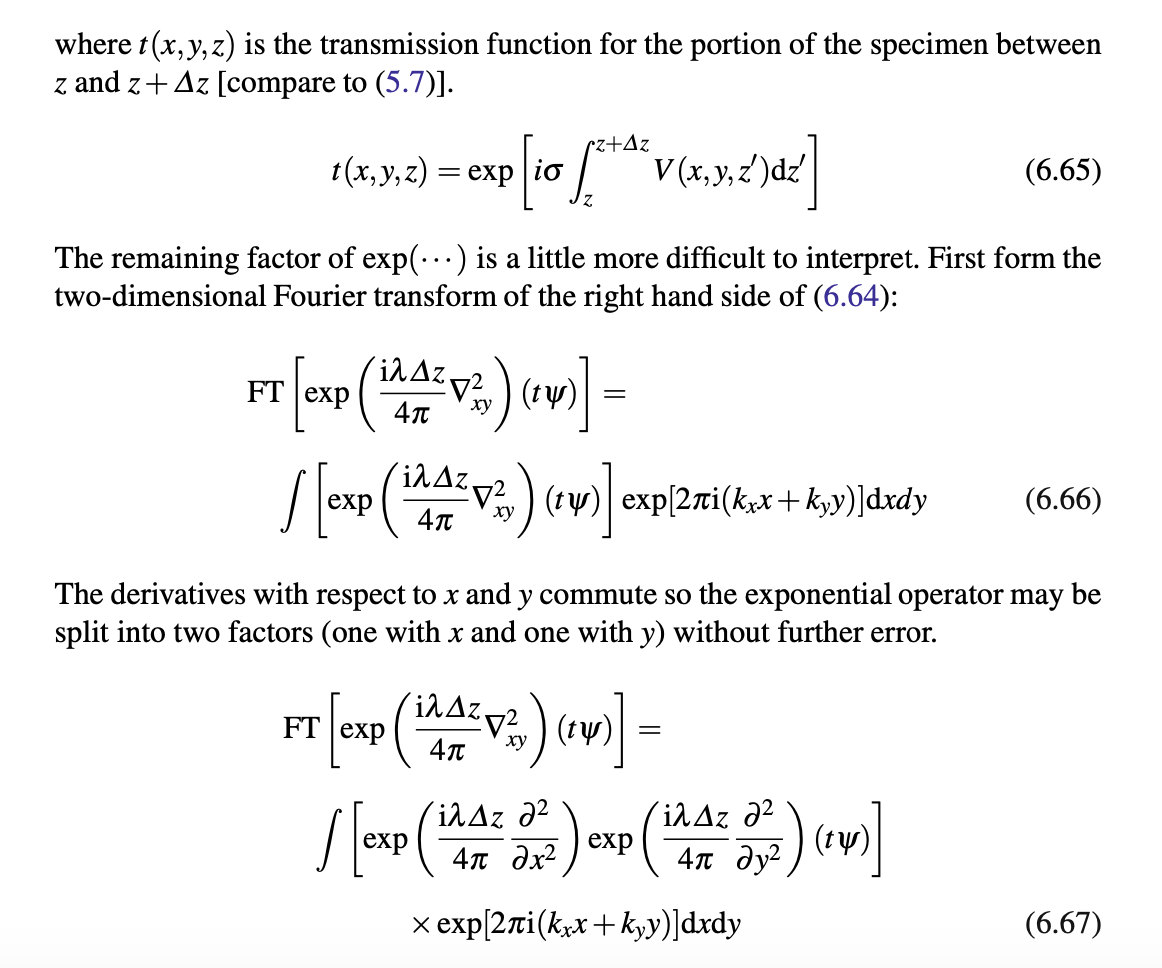 where t(x,y,z) is the transmission function for the portion of the specimen between
z and z+Δz [compare to (5.7)].
t(x,y,z) = exp [iσ ∫_z^{z+Δz} V(x,y,z′)dz′] (6.65)
The remaining factor of exp(···) is a little more difficult to interpret. First form the
two-dimensional Fourier transform of the right hand side of (6.64):
FT [exp (iλΔz/4π ∇²_{xy}) (tψ)] =
∫ [exp (iλΔz/4π ∇²_{xy}) (tψ)] exp[2πi(k_x x + k_y y)]dxdy (6.66)
The derivatives with respect to x and y commute so the exponential operator may be
split into two factors (one with x and one with y) without further error.
FT [exp (iλΔz/4π ∇²_{xy}) (tψ)] =
∫ [exp (iλΔz/4π ∂²/∂x²) exp (iλΔz/4π ∂²/∂y²) (tψ)]
× exp[2πi(k_x x + k_y y)]dxdy (6.67)